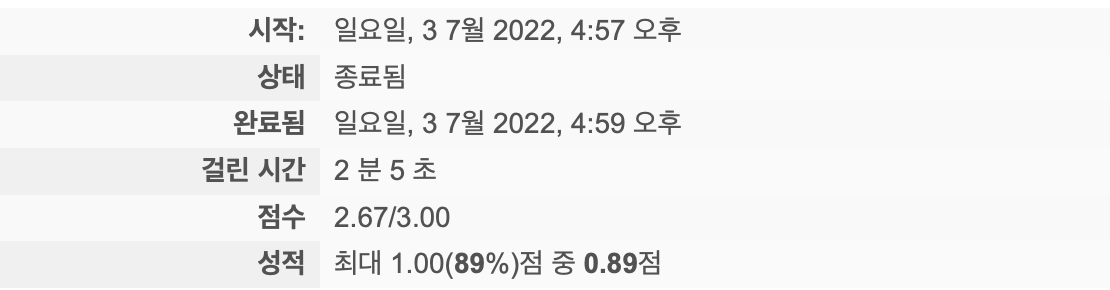 시작: 일요일, 3 7월 2022, 4:57 오후
상태 종료됨
완료됨 일요일, 3 7월 2022, 4:59 오후
걸린 시간 2 분 5 초
점수 2.67/3.00
성적 최대 1.00(89%)점 중 0.89점